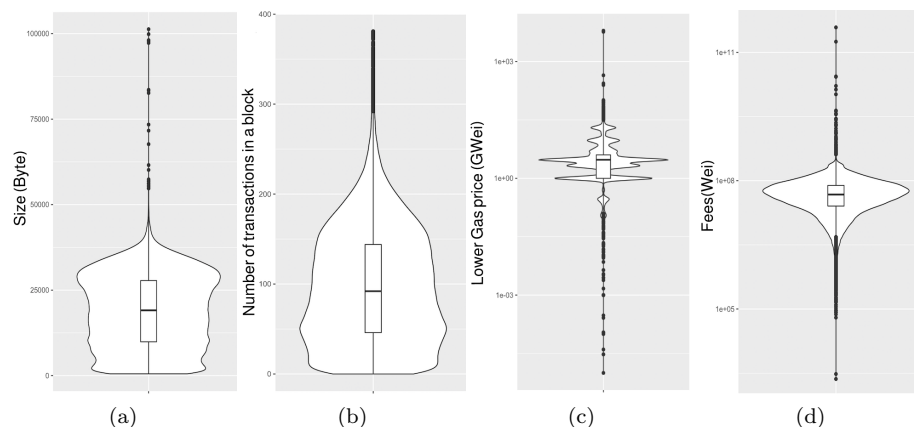 Size (Byte)
100000
75000
50000
25000
0
(a)
Number of transactions in a block
400
300
200
100
0
(b)
Lower Gas price (GWei)
1e+03
1e+00
1e-03
(c)
Fees(Wei)
1e+11
1e+08
1e+05
(d)